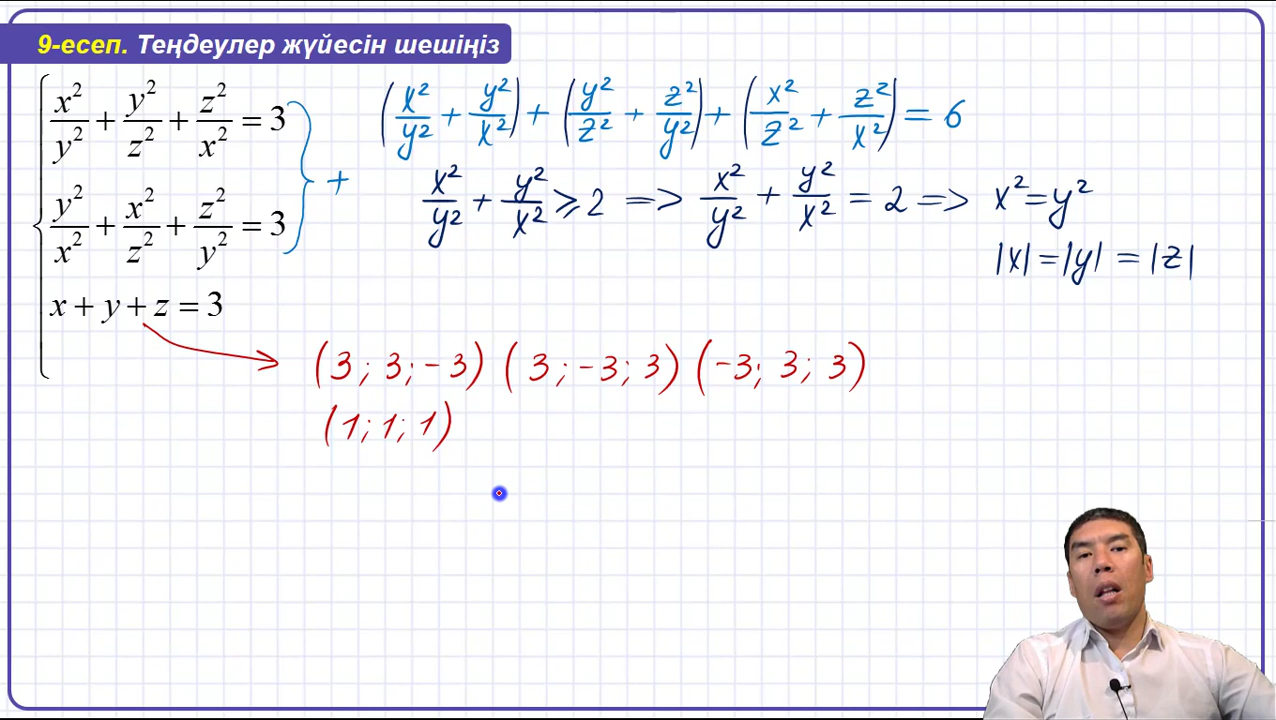 9-есеп. Теңдеулер жүйесін шешіңіз
x²/y² + y²/z² + z²/x² = 3
y²/x² + x²/z² + z²/y² = 3
x + y + z = 3
+
(x²/y² + y²/x²) + (y²/z² + z²/y²) + (x²/z² + z²/x²) = 6
x²/y² + y²/x² ⩾ 2 => x²/y² + y²/x² = 2 => x² = y²
|x| = |y| = |z|
(3; 3; -3) (3; -3; 3) (-3; 3; 3)
(1; 1; 1)